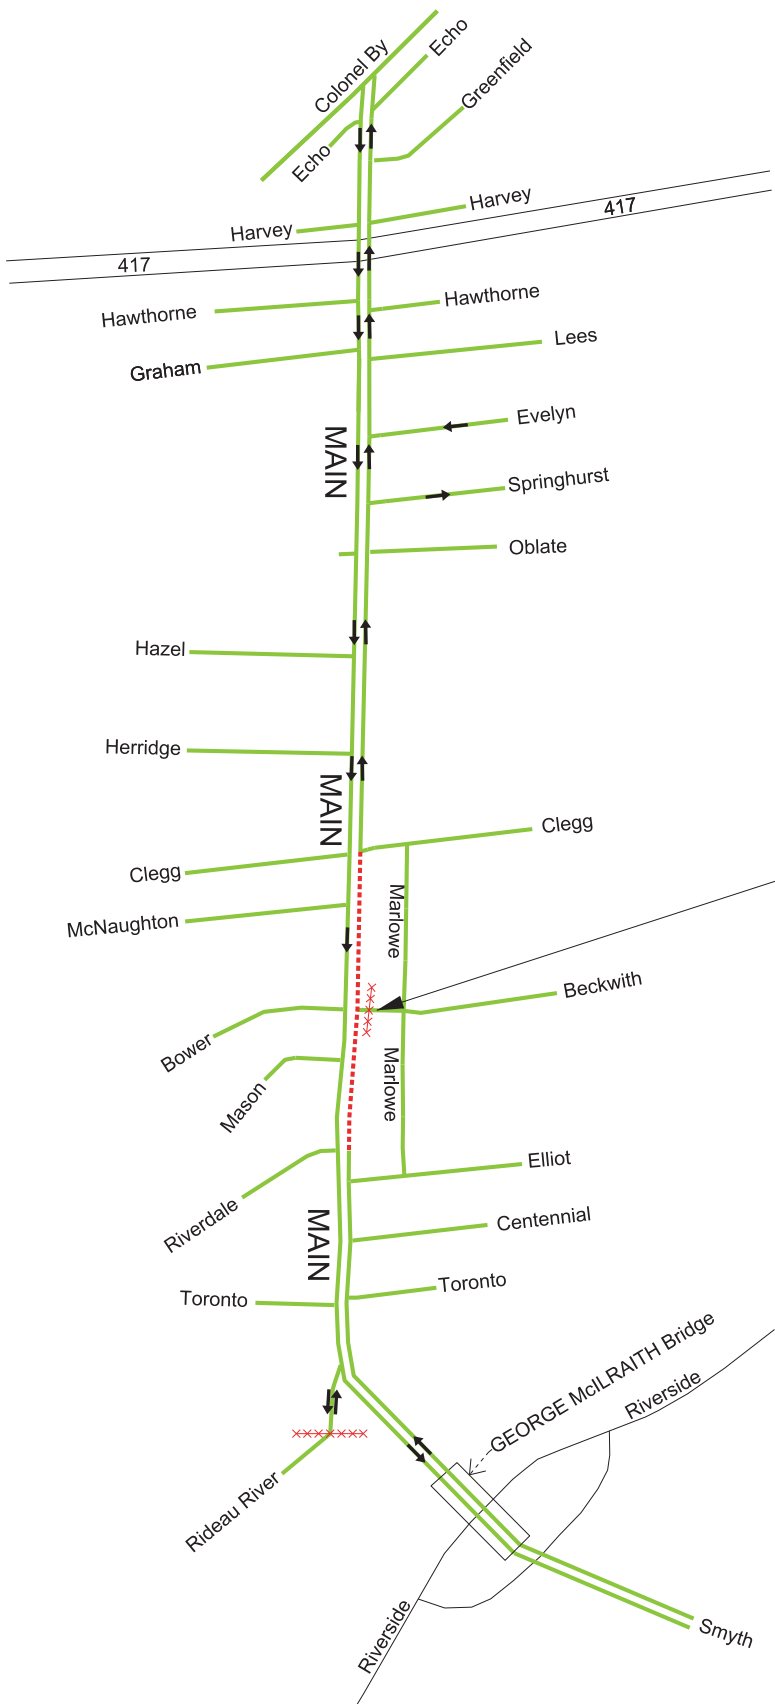 Colonel By
Echo
Greenfield
Echo
Harvey
Harvey
417
417
Hawthorne
Hawthorne
Graham
Lees
Evelyn
MAIN
Springhurst
Oblate
Hazel
Herridge
MAIN
Clegg
Clegg
McNaughton
Marlowe
Beckwith
Bower
Marlowe
Mason
Elliot
Riverdale
MAIN
Centennial
Toronto
Toronto
GEORGE McILRAITH Bridge
Riverside
Rideau River
Riverside
Smyth